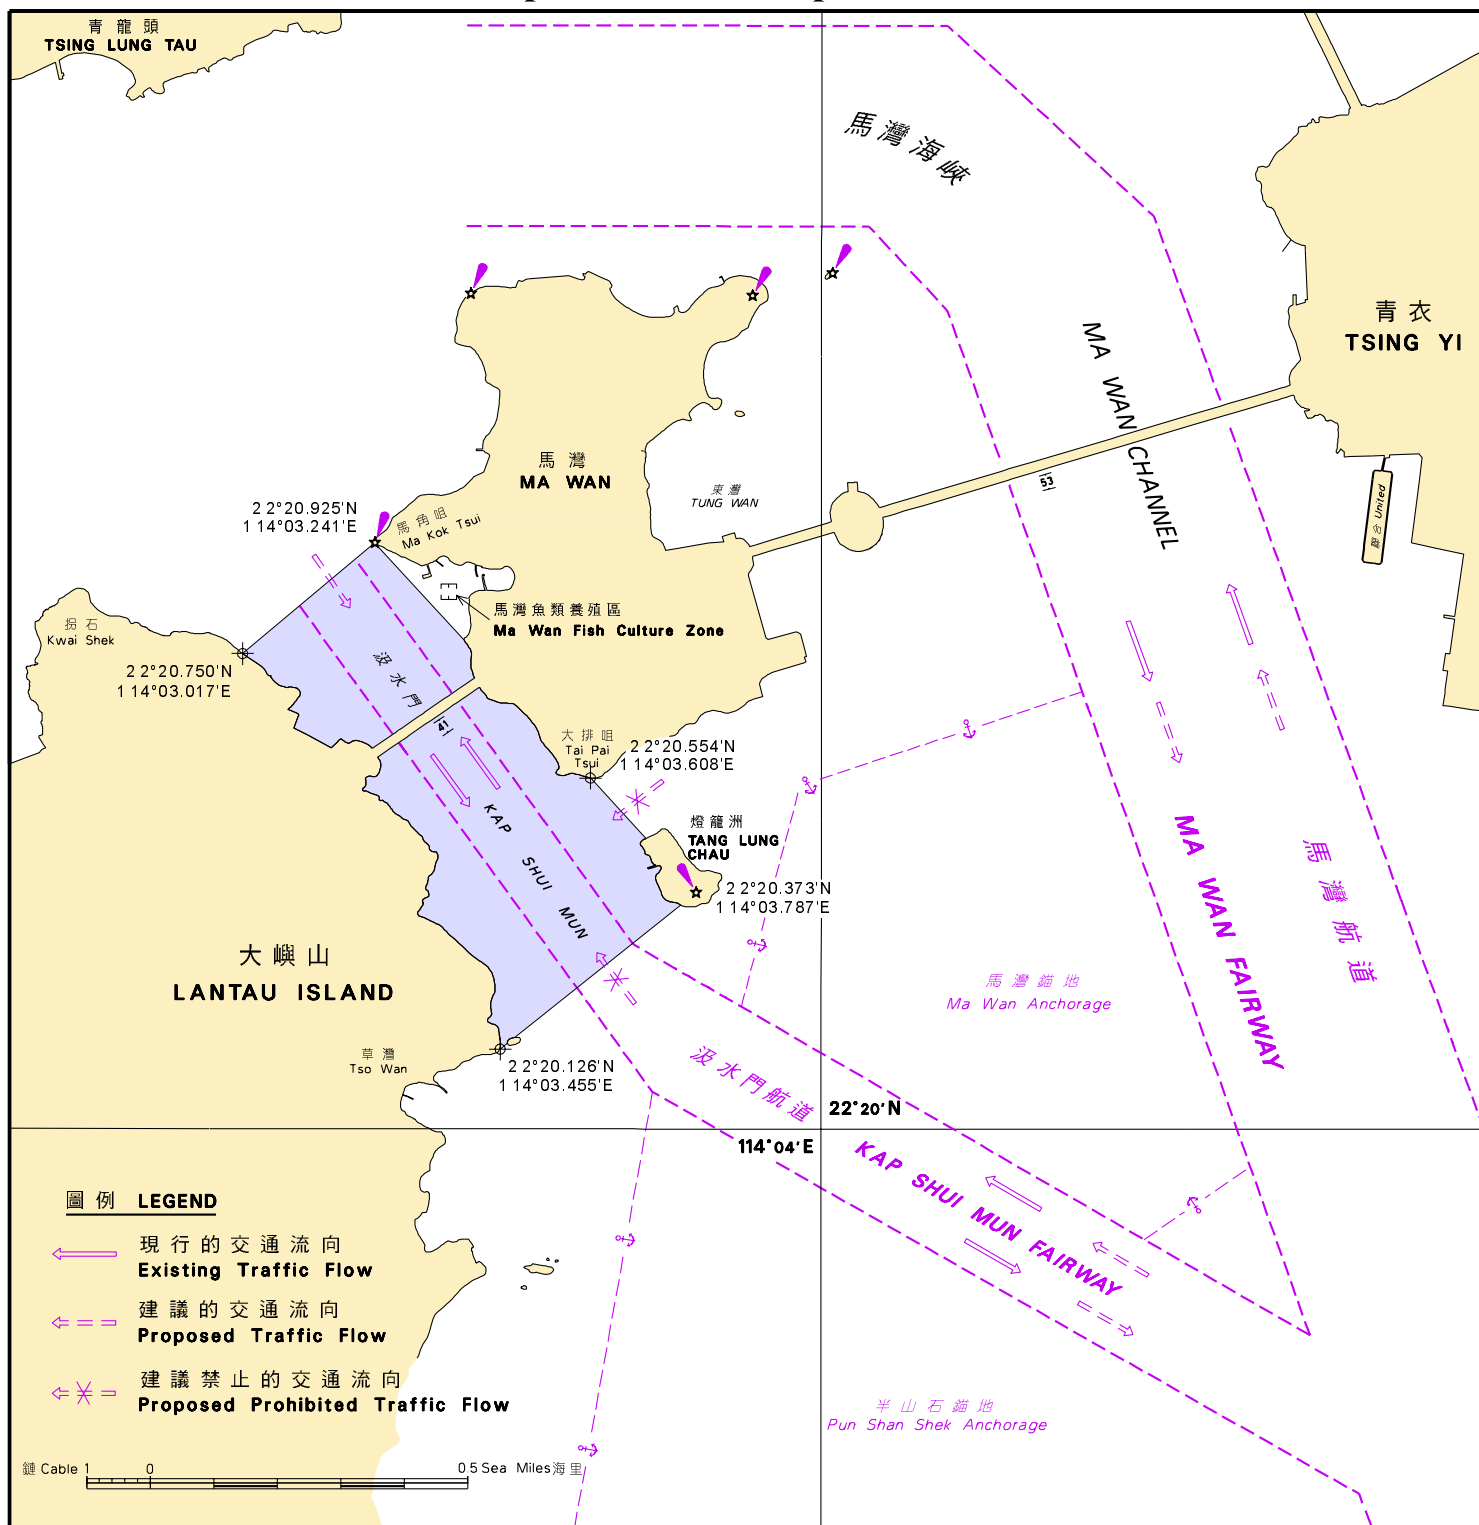 青龍頭
TSING LUNG TAU
馬灣海峽
青衣
TSING YI
MA WAN CHANNEL
馬灣
MA WAN
東灣
TUNG WAN
53
聯合 United
22°20.925'N
114°03.241'E
馬角咀
Ma Kok Tsui
馬灣魚類養殖區
Ma Wan Fish Culture Zone
拐石
Kwai Shek
22°20.750'N
114°03.017'E
汲水門
41
大排咀
Tai Pai
Tsui
22°20.554'N
114°03.608'E
KAP SHUI MUN
燈籠洲
TANG LUNG
CHAU
22°20.373'N
114°03.787'E
MA WAN FAIRWAY
馬灣航道
大嶼山
LANTAU ISLAND
馬灣錨地
Ma Wan Anchorage
草灣
Tso Wan
22°20.126'N
114°03.455'E
汲水門航道
22°20'N
114°04'E
KAP SHUI MUN FAIRWAY
圖例 LEGEND
現行的交通流向
Existing Traffic Flow
建議的交通流向
Proposed Traffic Flow
建議禁止的交通流向
Proposed Prohibited Traffic Flow
半山石錨地
Pun Shan Shek Anchorage
鏈 Cable 1 0 0.5 Sea Miles 海里